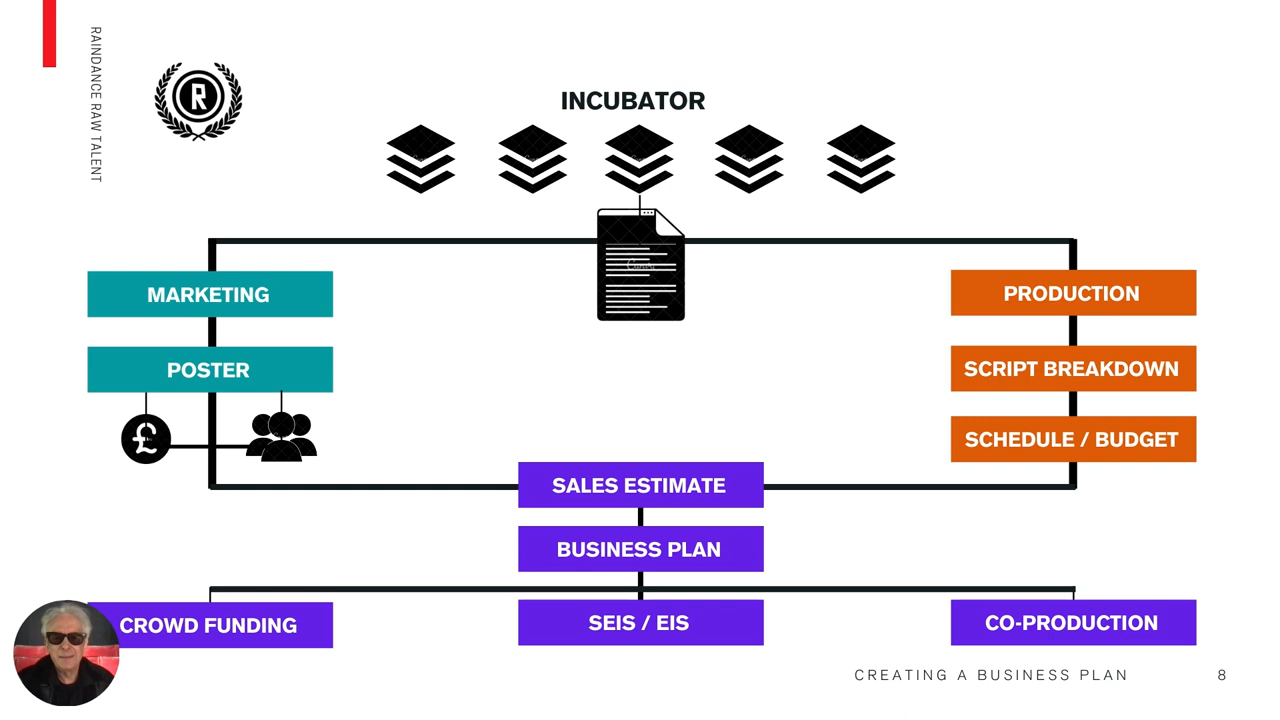 RAINDANCE RAW TALENT
R
INCUBATOR
MARKETING
PRODUCTION
POSTER
SCRIPT BREAKDOWN
£
SCHEDULE / BUDGET
SALES ESTIMATE
BUSINESS PLAN
CROWD FUNDING
SEIS / EIS
CO-PRODUCTION
CREATING A BUSINESS PLAN
8